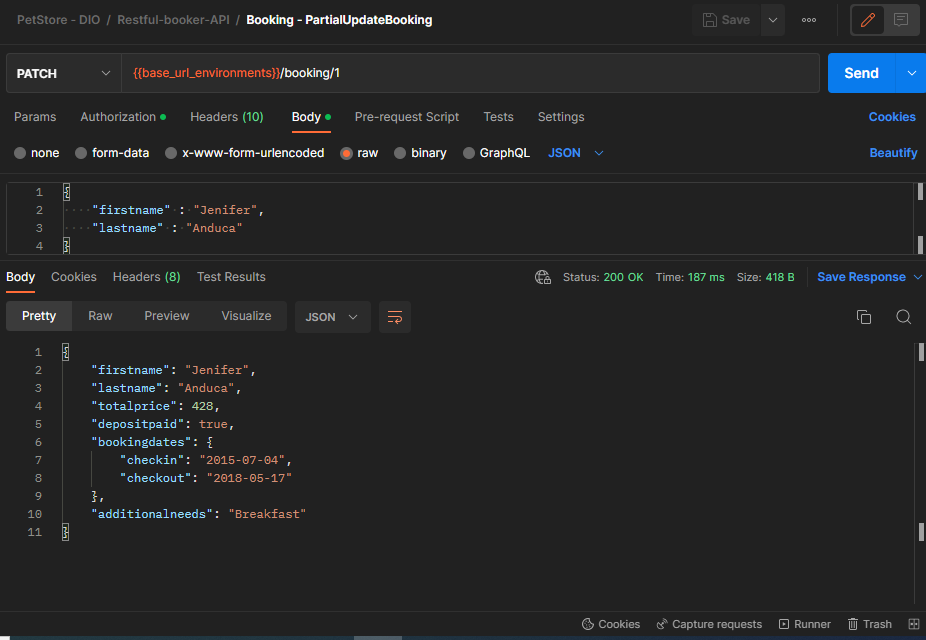 PetStore - DIO / Restful-booker-API / Booking - PartialUpdateBooking Save
PATCH {{base_url_environments}}/booking/1 Send
Params Authorization Headers (10) Body Pre-request Script Tests Settings Cookies
none form-data x-www-form-urlencoded raw binary GraphQL JSON Beautify
1 {
2 "firstname" : "Jenifer",
3 "lastname" : "Anduca"
4 }
Body Cookies Headers (8) Test Results Status: 200 OK Time: 187 ms Size: 418 B Save Response
Pretty Raw Preview Visualize JSON
1 {
2 "firstname": "Jenifer",
3 "lastname": "Anduca",
4 "totalprice": 428,
5 "depositpaid": true,
6 "bookingdates": {
7 "checkin": "2015-07-04",
8 "checkout": "2018-05-17"
9 },
10 "additionalneeds": "Breakfast"
11 }
Cookies Capture requests Runner Trash